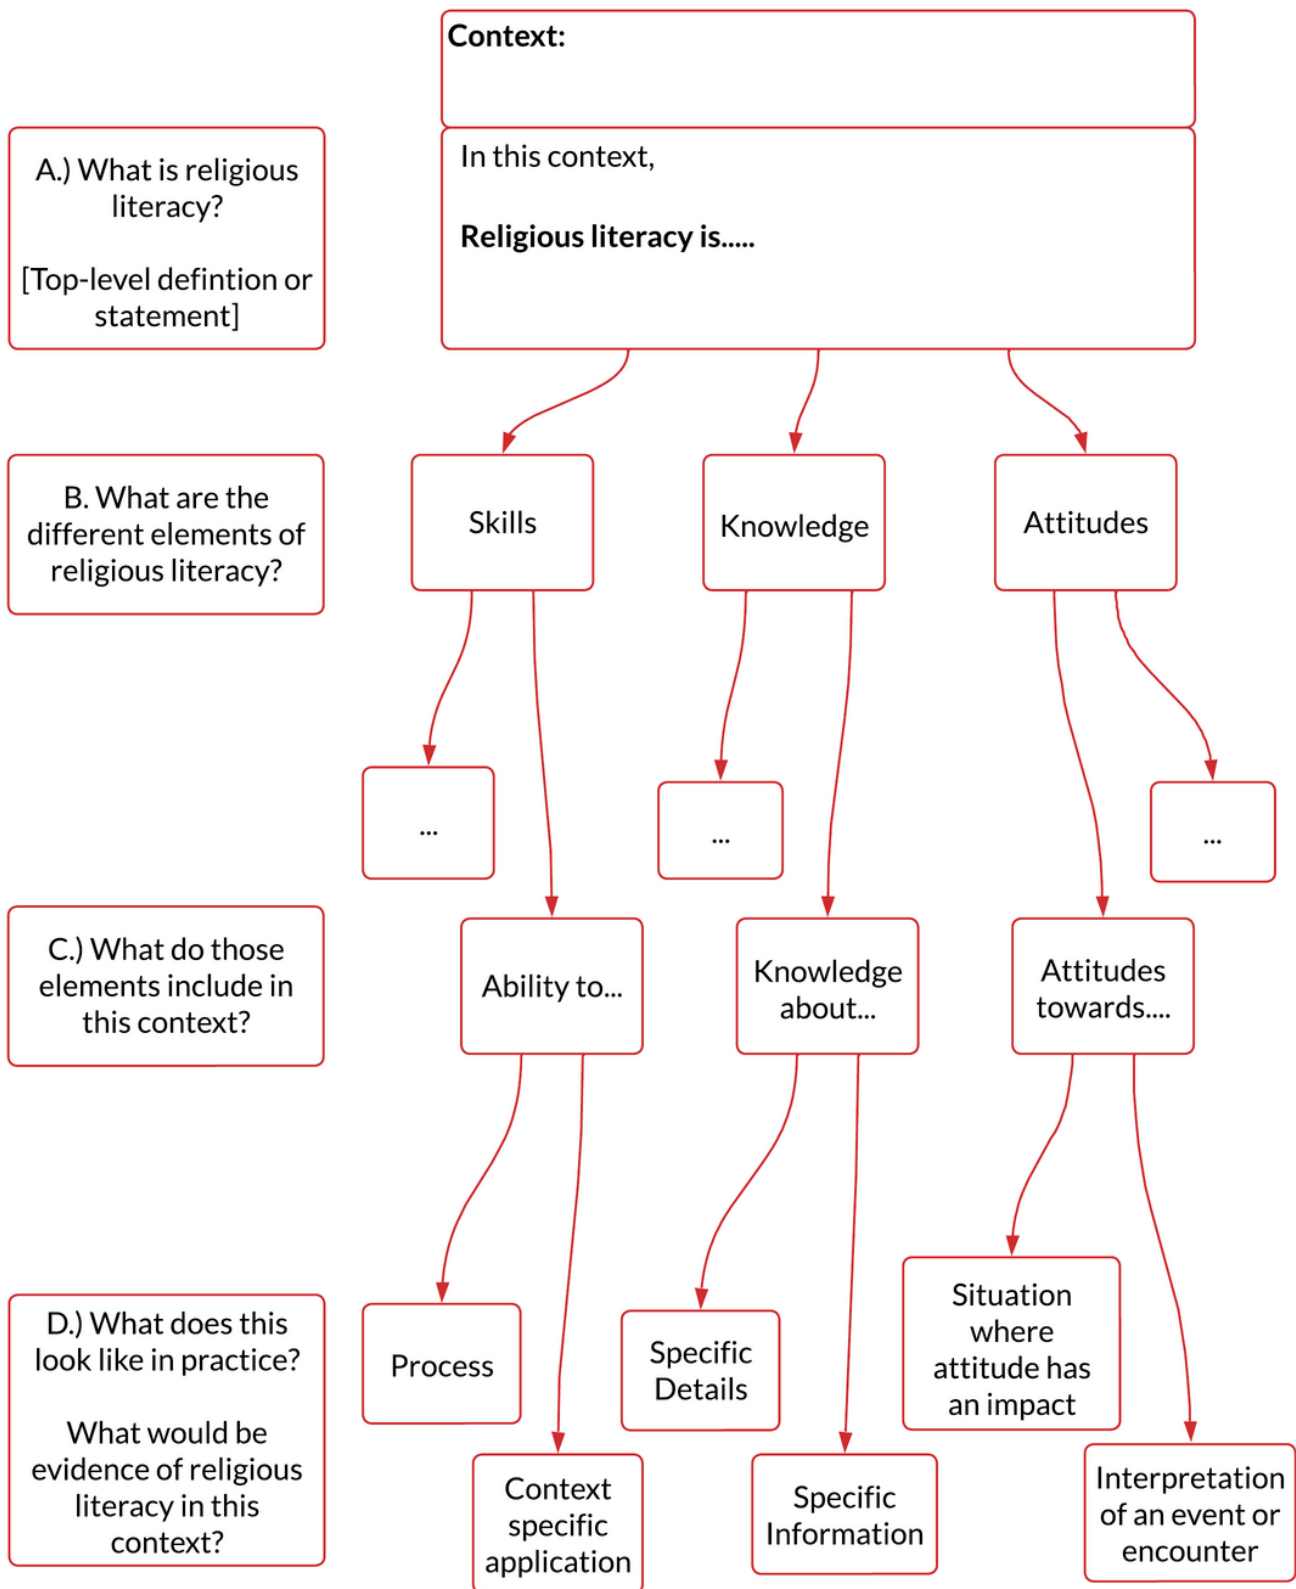 Context:
A.) What is religious
literacy?
[Top-level defintion or
statement]
In this context,
Religious literacy is.....
B. What are the
different elements of
religious literacy?
Skills
Knowledge
Attitudes
...
...
...
C.) What do those
elements include in
this context?
Ability to...
Knowledge
about...
Attitudes
towards....
D.) What does this
look like in practice?
What would be
evidence of religious
literacy in this
context?
Process
Context
specific
application
Specific
Details
Specific
Information
Situation
where
attitude has
an impact
Interpretation
of an event or
encounter